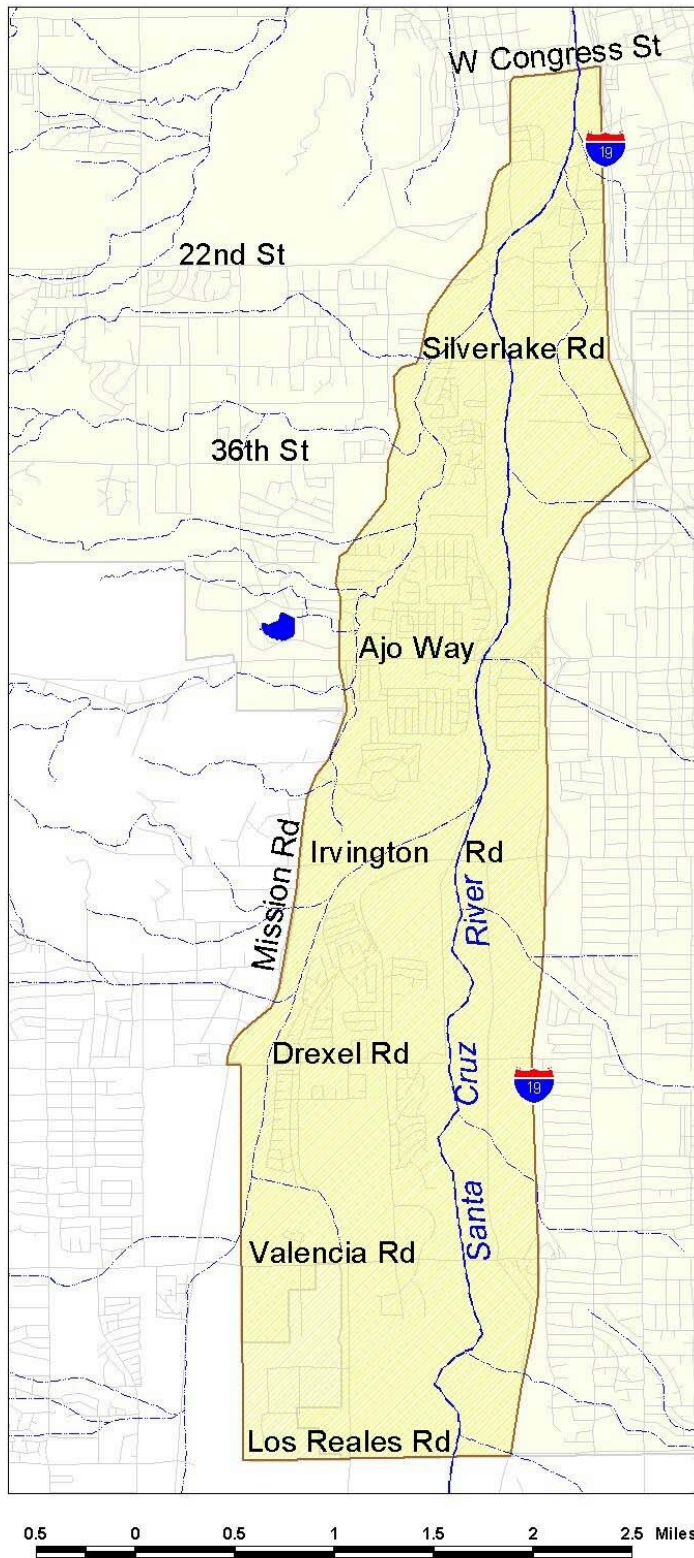 W Congress St
19
22nd St
Silverlake Rd
36th St
Ajo Way
Irvington Rd
Mission Rd
Santa Cruz River
Drexel Rd
19
Valencia Rd
Los Reales Rd
0.5 0 0.5 1 1.5 2 2.5 Miles